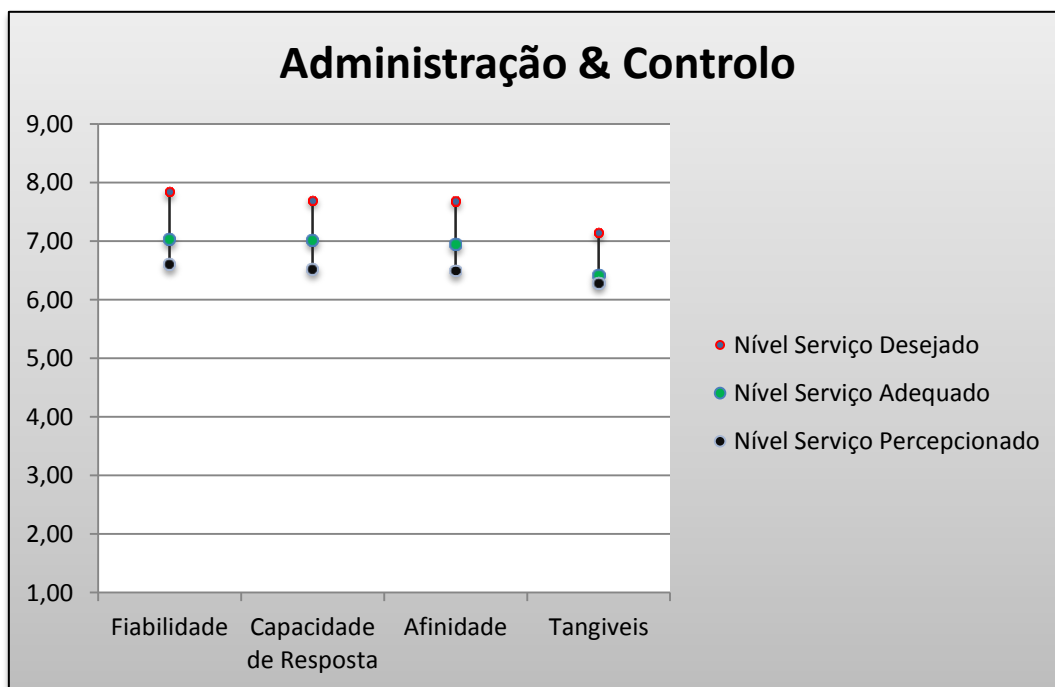 Administração & Controlo
9,00
8,00
7,00
6,00
5,00
4,00
3,00
2,00
1,00
Fiabilidade
Capacidade
de Resposta
Afinidade
Tangiveis
Nível Serviço Desejado
Nível Serviço Adequado
Nível Serviço Percepcionado